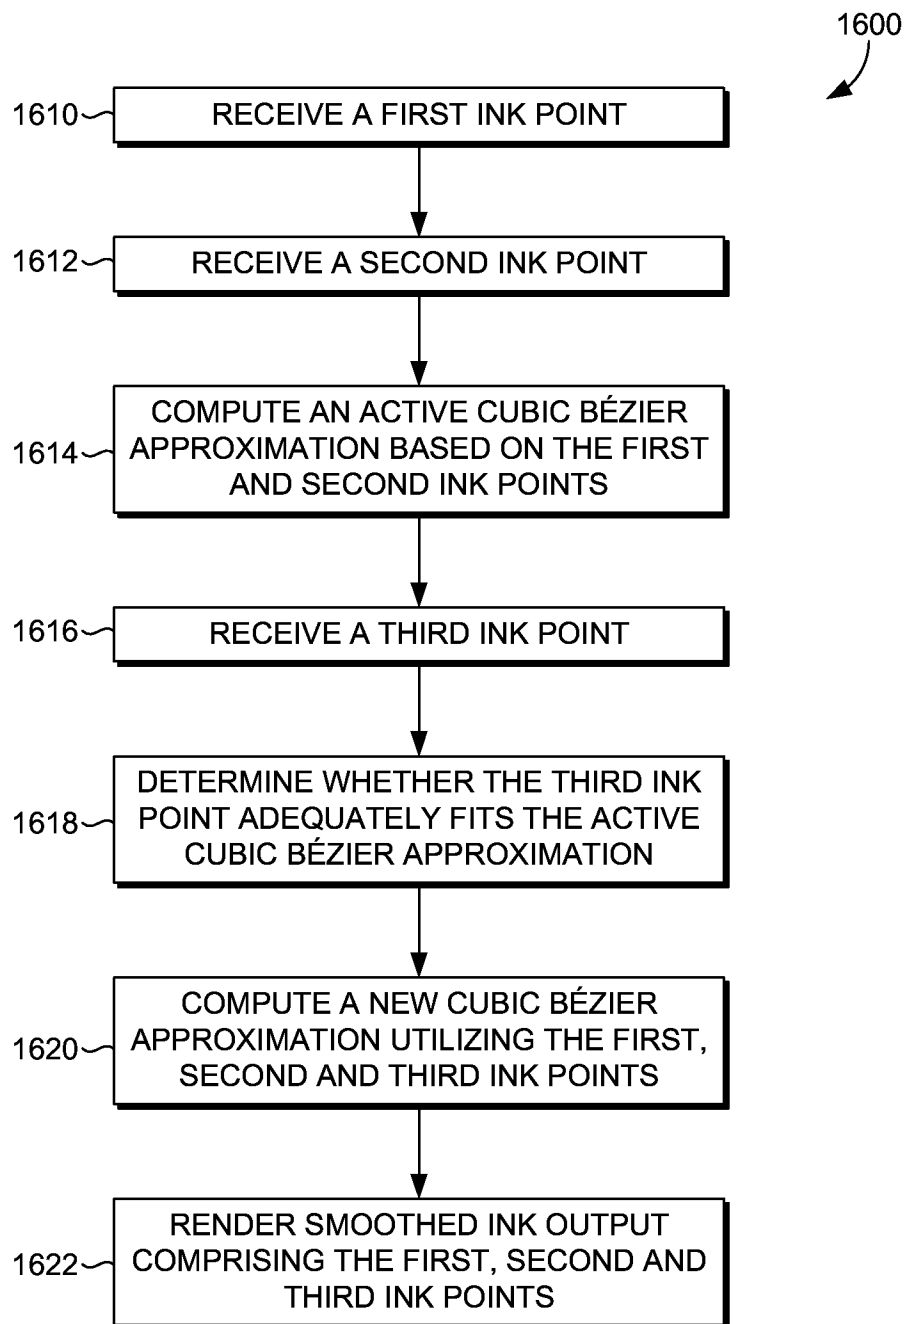 1600
1610
RECEIVE A FIRST INK POINT
1612
RECEIVE A SECOND INK POINT
1614
COMPUTE AN ACTIVE CUBIC BÉZIER
APPROXIMATION BASED ON THE FIRST
AND SECOND INK POINTS
1616
RECEIVE A THIRD INK POINT
1618
DETERMINE WHETHER THE THIRD INK
POINT ADEQUATELY FITS THE ACTIVE
CUBIC BÉZIER APPROXIMATION
1620
COMPUTE A NEW CUBIC BÉZIER
APPROXIMATION UTILIZING THE FIRST,
SECOND AND THIRD INK POINTS
1622
RENDER SMOOTHED INK OUTPUT
COMPRISING THE FIRST, SECOND AND
THIRD INK POINTS